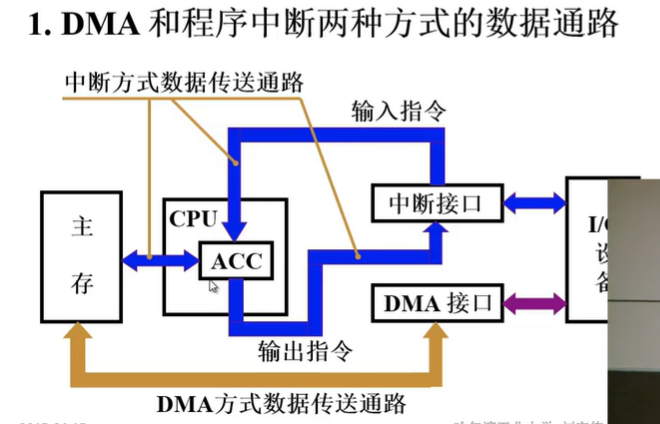 1. DMA 和程序中断两种方式的数据通路
中断方式数据传送通路
输入指令
主存
CPU
ACC
中断接口
I/
设备
DMA 接口
输出指令
DMA方式数据传送通路